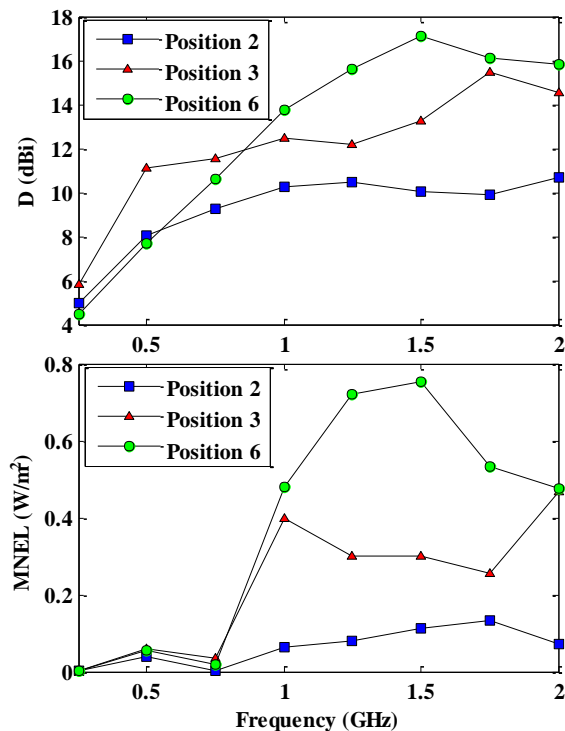 18
16
14
12
10
8
6
4
D (dBi)
Position 2
Position 3
Position 6
0.5
1
1.5
2
0.8
0.6
0.4
0.2
0
MNEL (W/m²)
Position 2
Position 3
Position 6
0.5
1
1.5
2
Frequency (GHz)